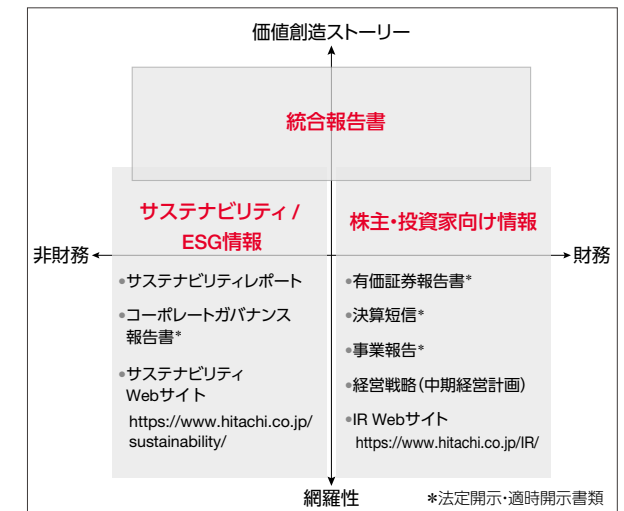 価値創造ストーリー
統合報告書
サステナビリティ /
ESG情報
株主・投資家向け情報
非財務
財務
•サステナビリティレポート
•コーポレートガバナンス
報告書*
•サステナビリティ
Webサイト
https://www.hitachi.co.jp/
sustainability/
•有価証券報告書*
•決算短信*
•事業報告*
•経営戦略(中期経営計画)
•IR Webサイト
https://www.hitachi.co.jp/IR/
網羅性
*法定開示・適時開示書類